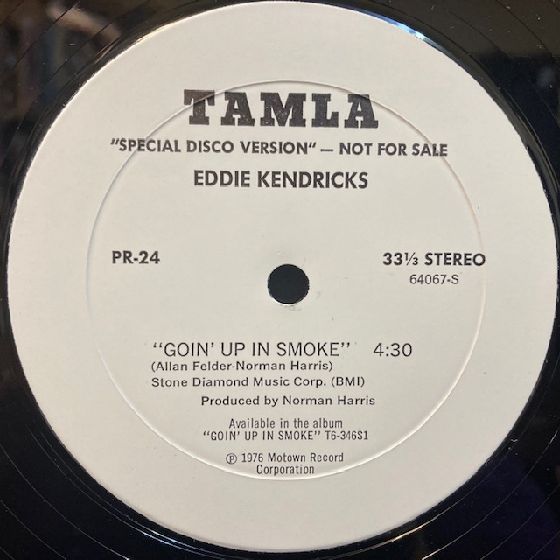 TAMLA
"SPECIAL DISCO VERSION" — NOT FOR SALE
EDDIE KENDRICKS
PR-24
33⅓ STEREO
64067-S
"GOIN' UP IN SMOKE" 4:30
(Allan Felder-Norman Harris)
Stone Diamond Music Corp. (BMI)
Produced by Norman Harris
Available in the album
"GOIN' UP IN SMOKE" T6-346S1
℗ 1976 Motown Record
Corporation